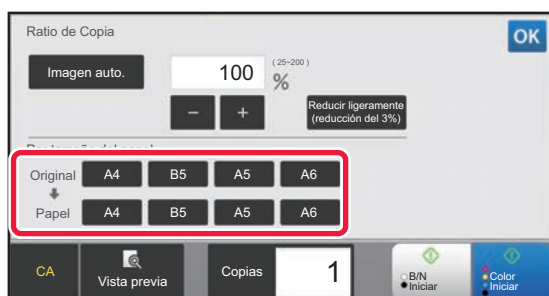 Ratio de Copia
OK
Imagen auto.
100
(25~200)
%
−
+
Reducir ligeramente
(reducción del 3%)
Original
A4
B5
A5
A6
Papel
A4
B5
A5
A6
CA
Vista previa
Copias
1
B/N
Iniciar
Color
Iniciar